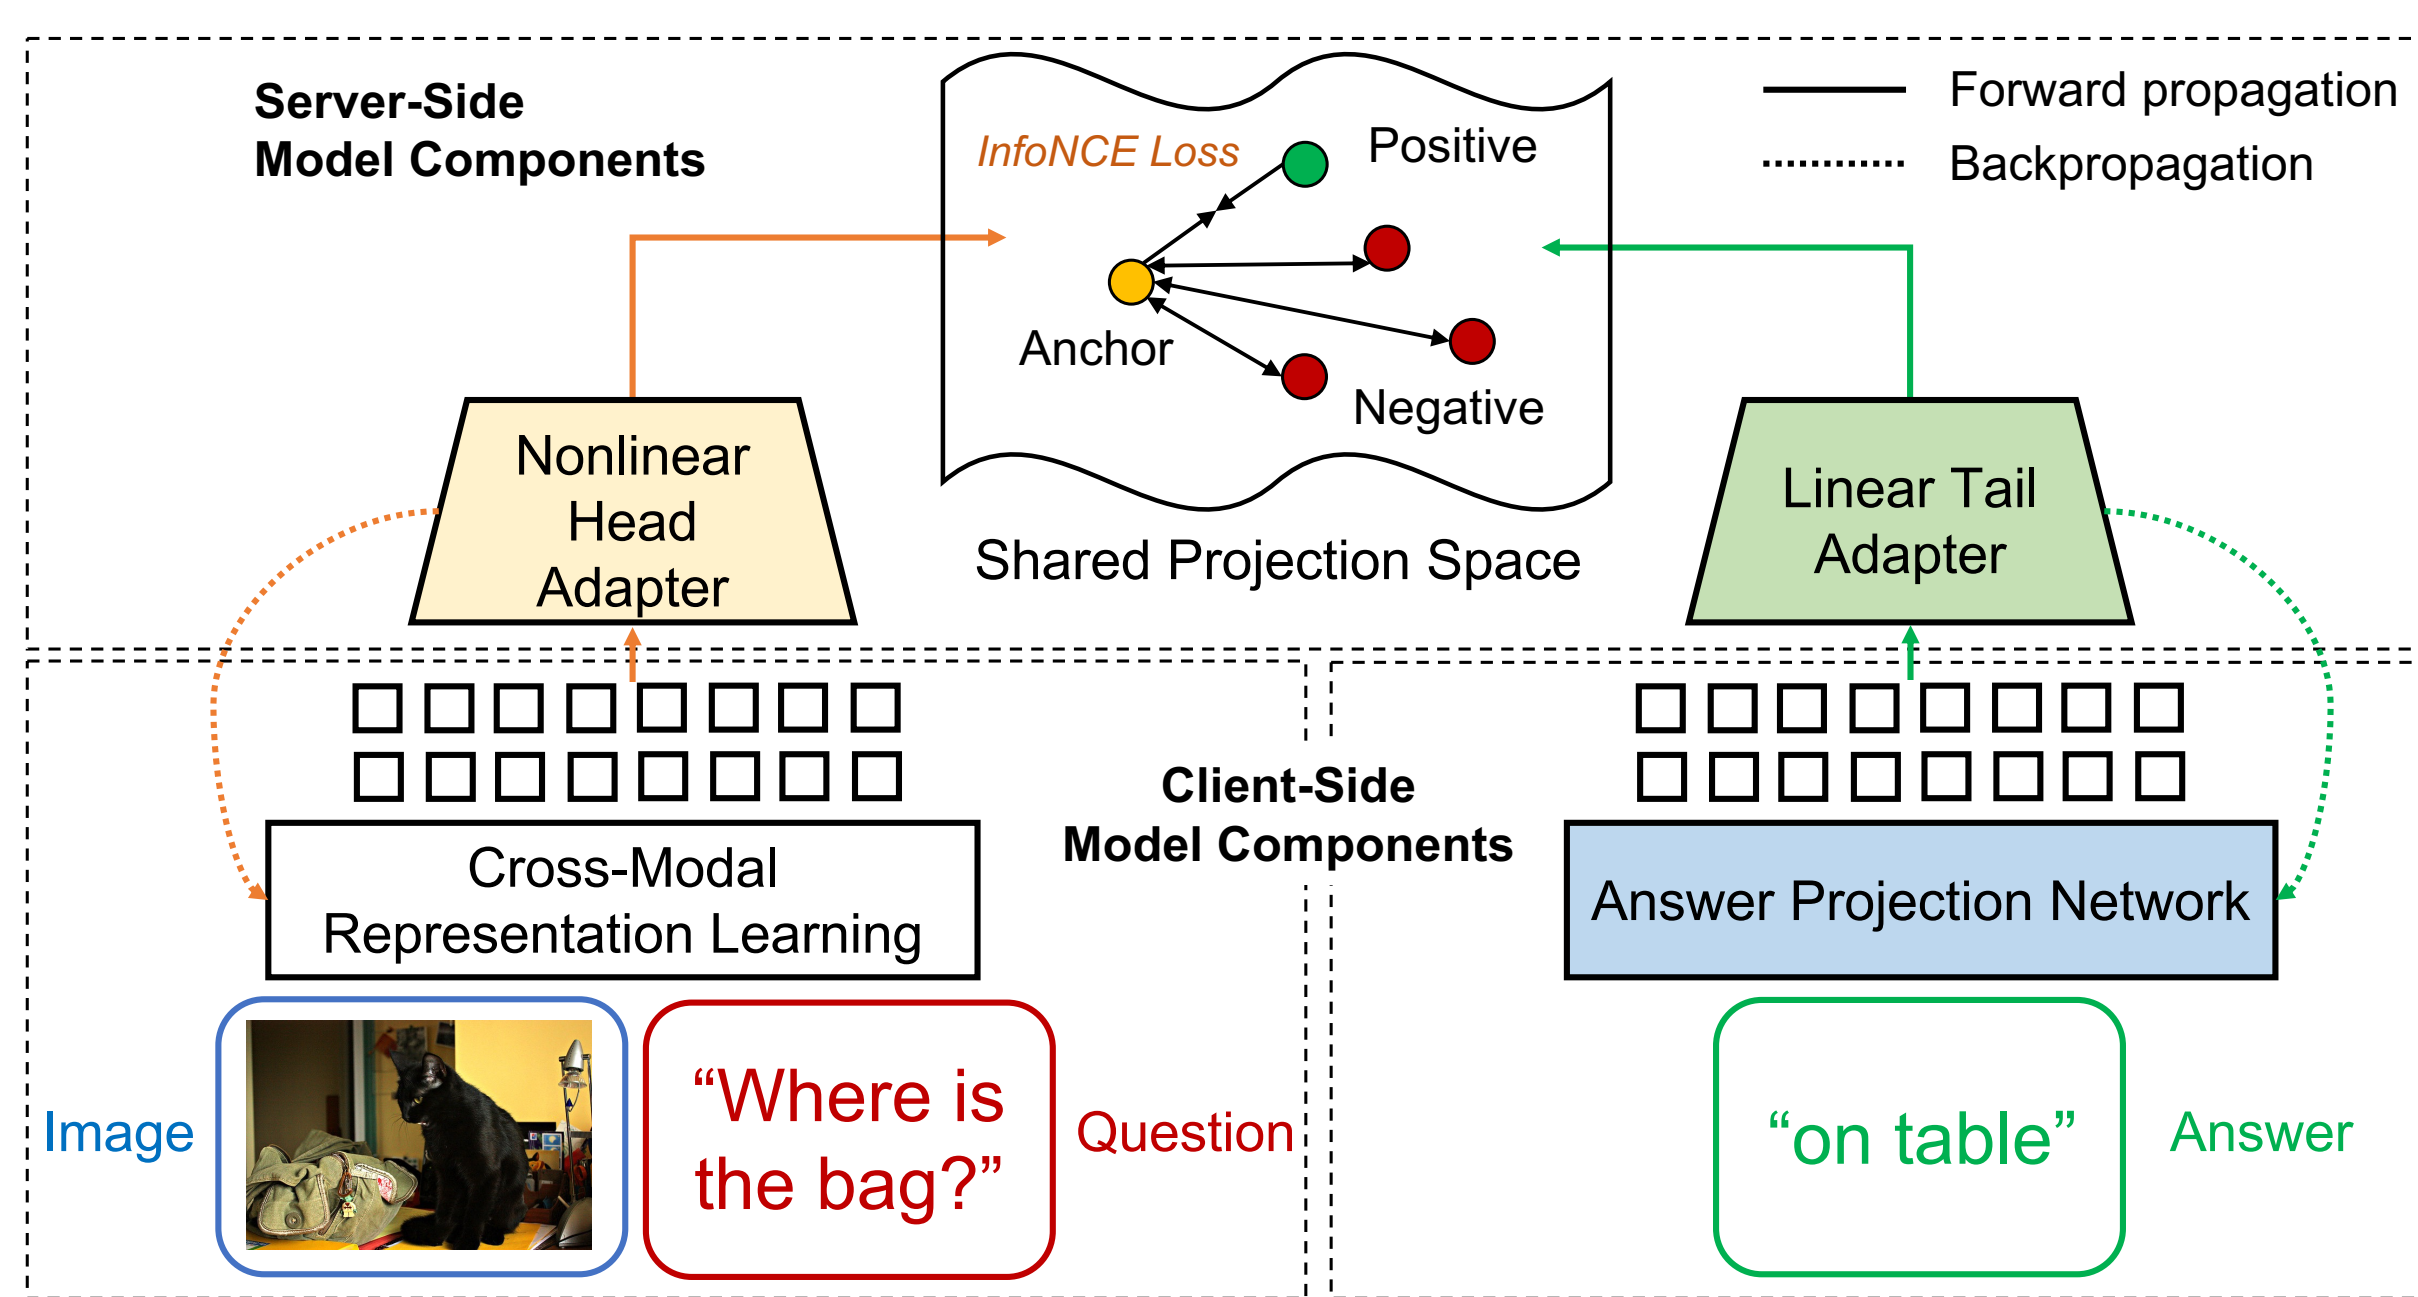 Server-Side
Model Components
InfoNCE Loss
Positive
Anchor
Negative
Forward propagation
Backpropagation
Nonlinear
Head
Adapter
Shared Projection Space
Linear Tail
Adapter
Client-Side
Model Components
Cross-Modal
Representation Learning
Answer Projection Network
Image
“Where is
the bag?”
Question
“on table”
Answer